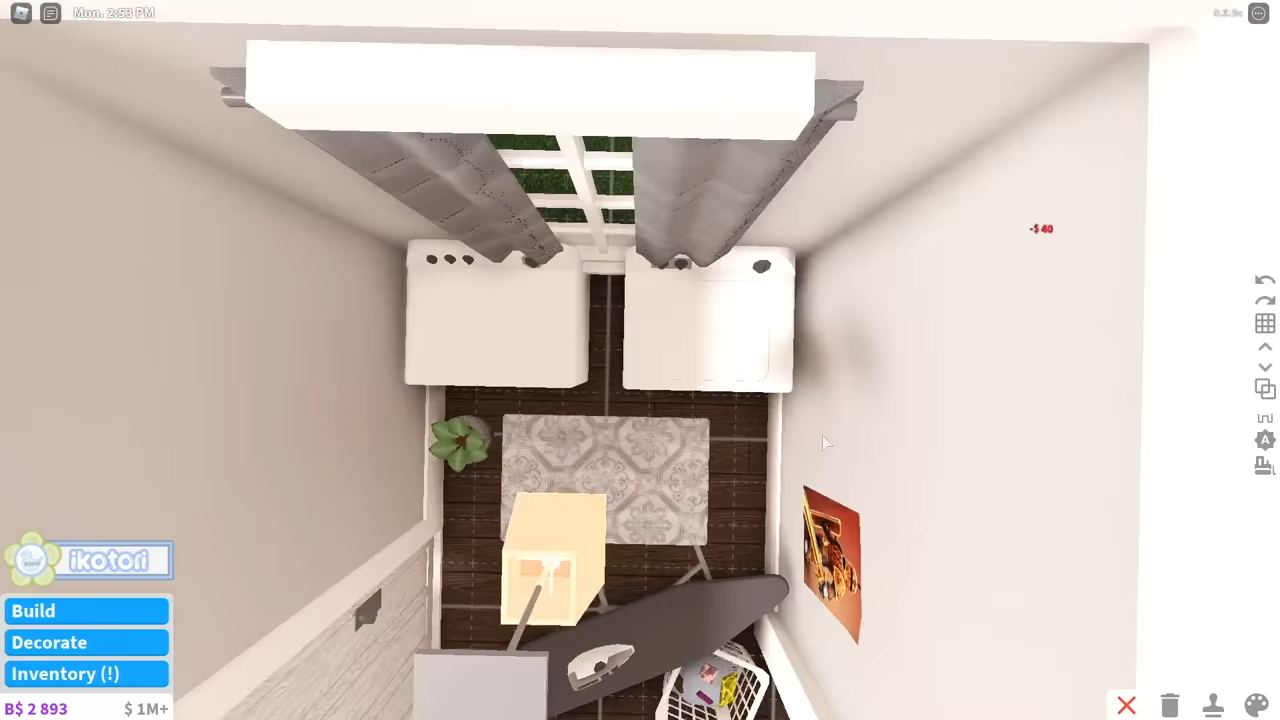 Mon. 2:53 PM
-$ 40
ikotori
Build
Decorate
Inventory (!)
B$ 2 893
$ 1M+
A